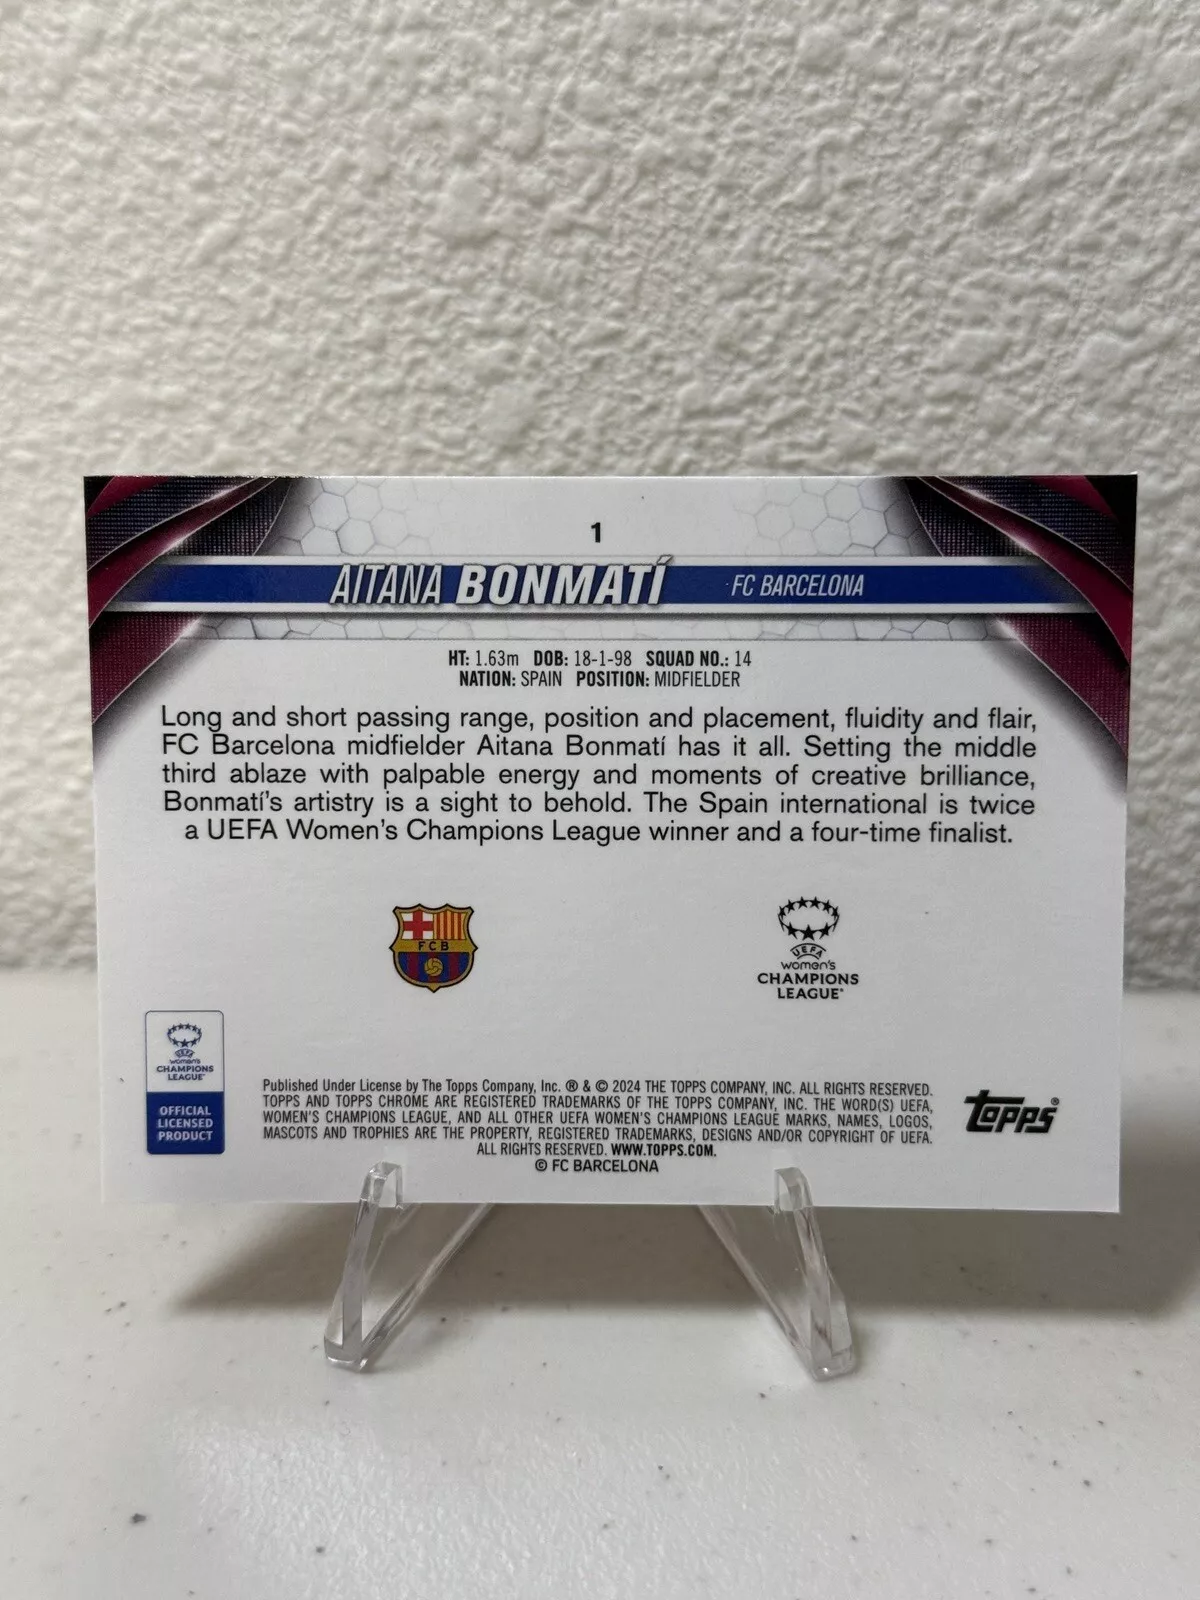 1
AITANA BONMATÍ FC BARCELONA
HT: 1.63m DOB: 18-1-98 SQUAD NO.: 14
NATION: SPAIN POSITION: MIDFIELDER
Long and short passing range, position and placement, fluidity and flair,
FC Barcelona midfielder Aitana Bonmatí has it all. Setting the middle
third ablaze with palpable energy and moments of creative brilliance,
Bonmatí's artistry is a sight to behold. The Spain international is twice
a UEFA Women's Champions League winner and a four-time finalist.
FCB
UEFA
women's
CHAMPIONS
LEAGUE
UEFA
women's
CHAMPIONS
LEAGUE
OFFICIAL
LICENSED
PRODUCT
Published Under License by The Topps Company, Inc. ® & © 2024 THE TOPPS COMPANY, INC. ALL RIGHTS RESERVED.
TOPPS AND TOPPS CHROME ARE REGISTERED TRADEMARKS OF THE TOPPS COMPANY, INC. THE WORD(S) UEFA,
WOMEN'S CHAMPIONS LEAGUE, AND ALL OTHER UEFA WOMEN'S CHAMPIONS LEAGUE MARKS, NAMES, LOGOS,
MASCOTS AND TROPHIES ARE THE PROPERTY, REGISTERED TRADEMARKS, DESIGNS AND/OR COPYRIGHT OF UEFA.
ALL RIGHTS RESERVED. WWW.TOPPS.COM.
© FC BARCELONA
topps®